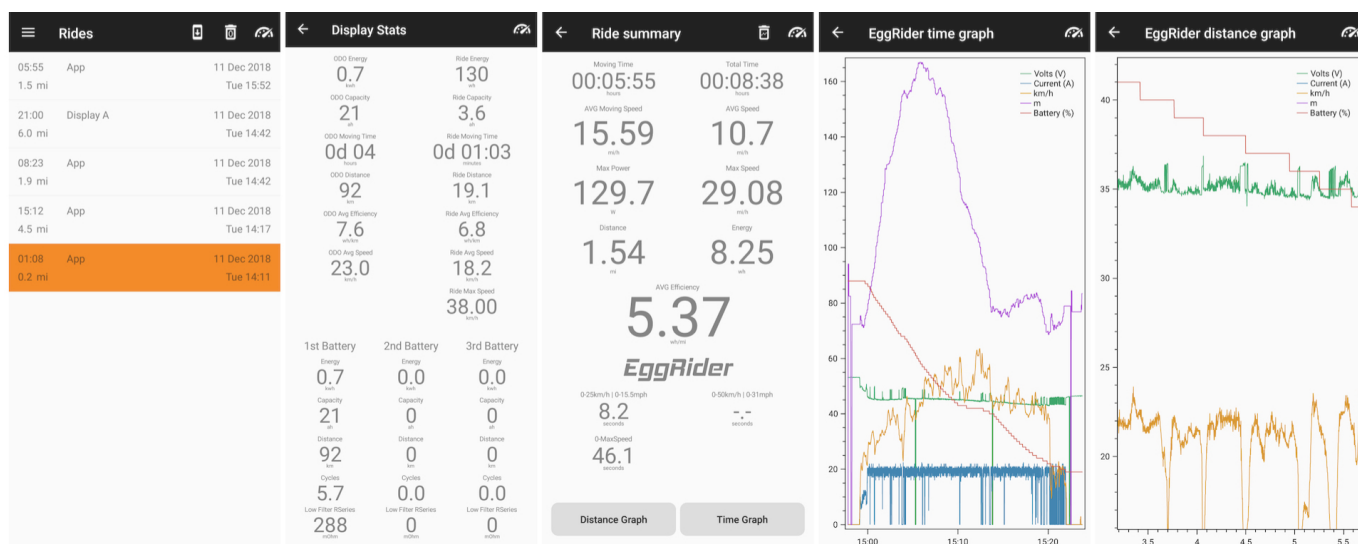 Rides
05:55 App 11 Dec 2018
1.5 mi Tue 15:52
21:00 Display A 11 Dec 2018
6.0 mi Tue 14:42
08:23 App 11 Dec 2018
1.9 mi Tue 14:42
15:12 App 11 Dec 2018
4.5 mi Tue 14:17
01:08 App 11 Dec 2018
0.2 mi Tue 14:11
Display Stats
ODO Energy Ride Energy
0.7 130
kwh wh
ODO Capacity Ride Capacity
21 3.6
ah ah
ODO Moving Time Ride Moving Time
0d 04 0d 01:03
hours minutes
ODO Distance Ride Distance
92 19.1
km km
ODO Avg Efficiency Ride Avg Efficiency
7.6 6.8
wh/km wh/km
ODO Avg Speed Ride Avg Speed
23.0 18.2
km/h km/h
Ride Max Speed
38.00
km/h
1st Battery 2nd Battery 3rd Battery
Energy Energy Energy
0.7 0.0 0.0
kwh kwh kwh
Capacity Capacity Capacity
21 0 0
ah ah ah
Distance Distance Distance
92 0 0
km km km
Cycles Cycles Cycles
5.7 0.0 0.0
Low Filter RSeries Low Filter RSeries Low Filter RSeries
288 0 0
mOhm mOhm mOhm
Ride summary
Moving Time Total Time
00:05:55 00:08:38
hours hours
AVG Moving Speed AVG Speed
15.59 10.7
mi/h mi/h
Max Power Max Speed
129.7 29.08
W mi/h
Distance Energy
1.54 8.25
mi wh
AVG Efficiency
5.37
wh/mi
EggRider
0-25km/h | 0-15.5mph 0-50km/h | 0-31mph
8.2 -.-
seconds seconds
0-MaxSpeed
46.1
seconds
Distance Graph Time Graph
EggRider time graph
Volts (V)
Current (A)
km/h
m
Battery (%)
160
140
120
100
80
60
40
20
0
15:00 15:10 15:20
EggRider distance graph
Volts (V)
Current (A)
km/h
m
Battery (%)
40
35
30
25
20
3.5 4 4.5 5 5.5